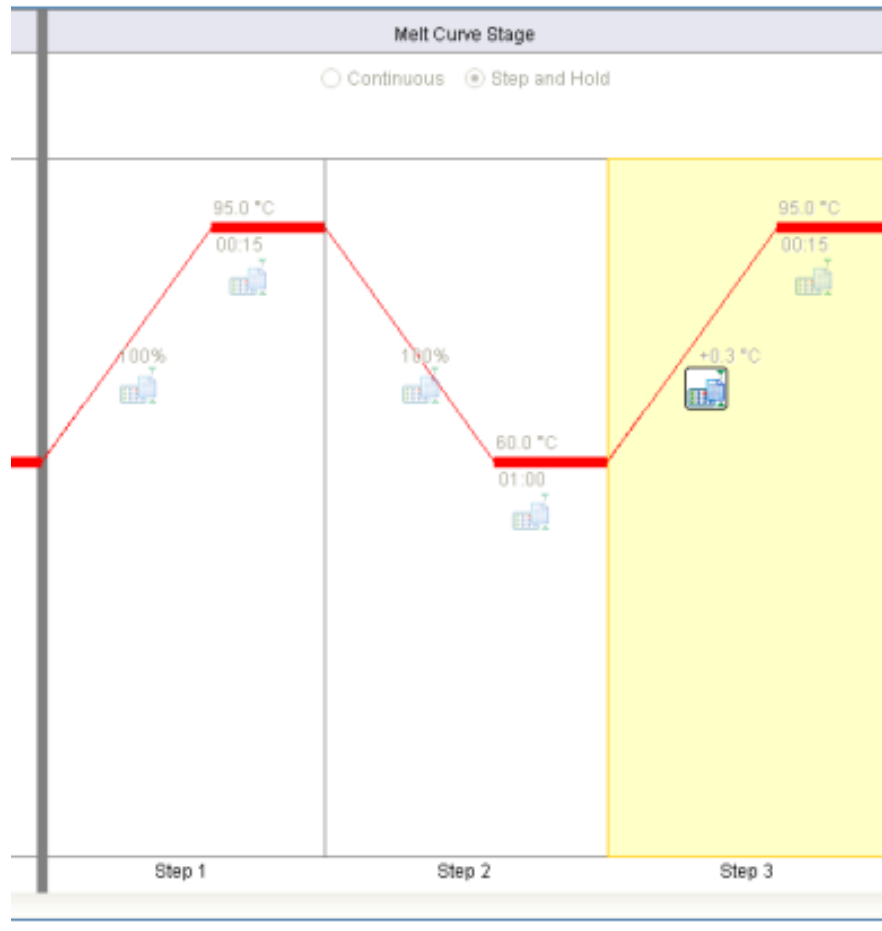 Melt Curve Stage
Continuous Step and Hold
95.0 °C
00:15
100%
100%
60.0 °C
01:00
95.0 °C
00:15
+0.3 °C
Step 1
Step 2
Step 3